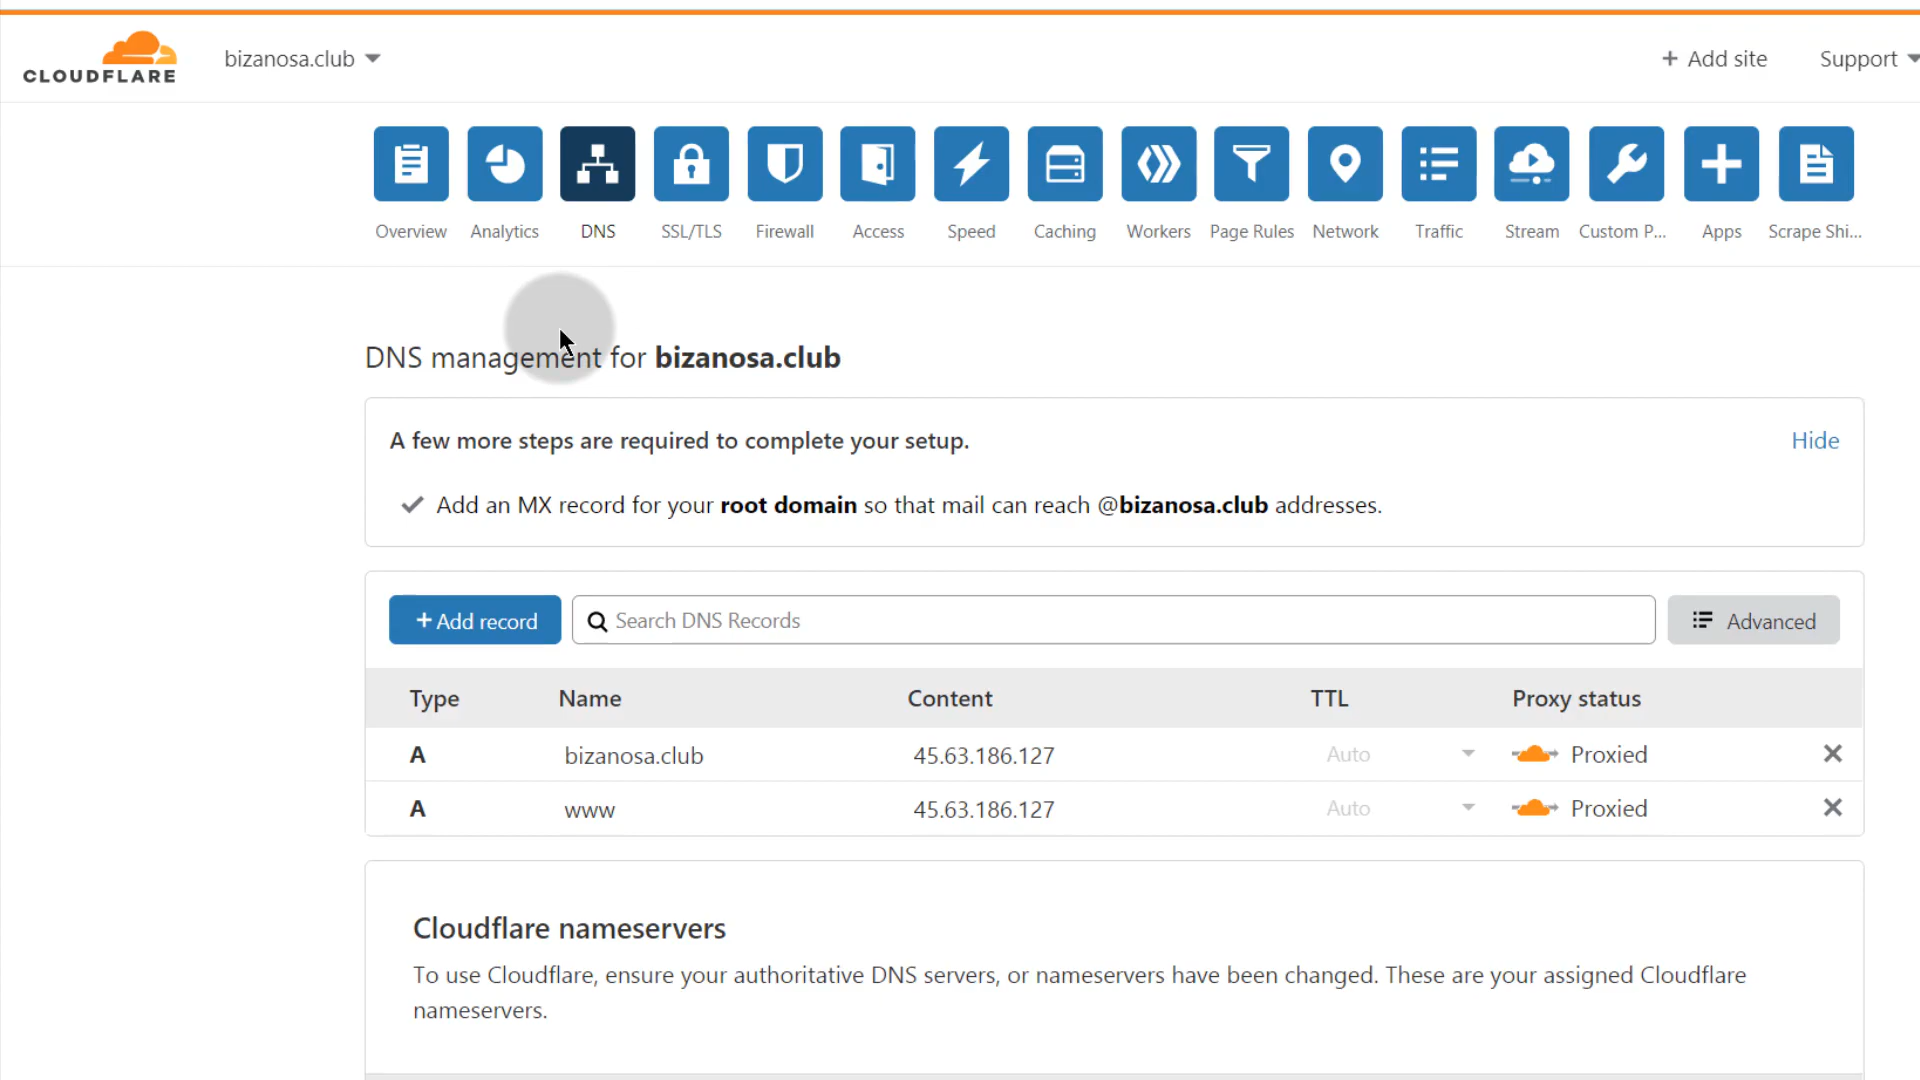 CLOUDFLARE
bizanosa.club
+ Add site
Support
Overview
Analytics
DNS
SSL/TLS
Firewall
Access
Speed
Caching
Workers
Page Rules
Network
Traffic
Stream
Custom P...
Apps
Scrape Shi...
DNS management for bizanosa.club
A few more steps are required to complete your setup.
Hide
Add an MX record for your root domain so that mail can reach @bizanosa.club addresses.
+ Add record
Search DNS Records
Advanced
Type Name Content TTL Proxy status
A bizanosa.club 45.63.186.127 Auto Proxied
A www 45.63.186.127 Auto Proxied
Cloudflare nameservers
To use Cloudflare, ensure your authoritative DNS servers, or nameservers have been changed. These are your assigned Cloudflare
nameservers.